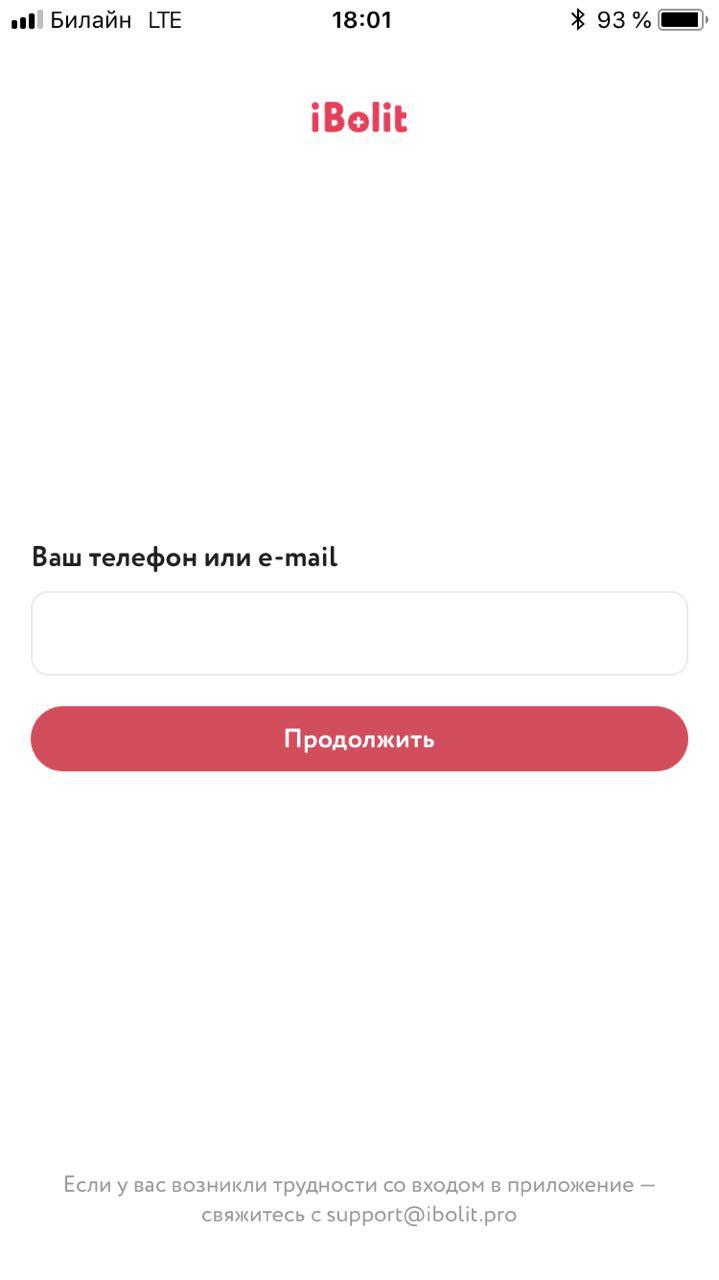 Билайн LTE 18:01 93 %
iBolit
Ваш телефон или e-mail
Продолжить
Если у вас возникли трудности со входом в приложение —
свяжитесь с support@ibolit.pro